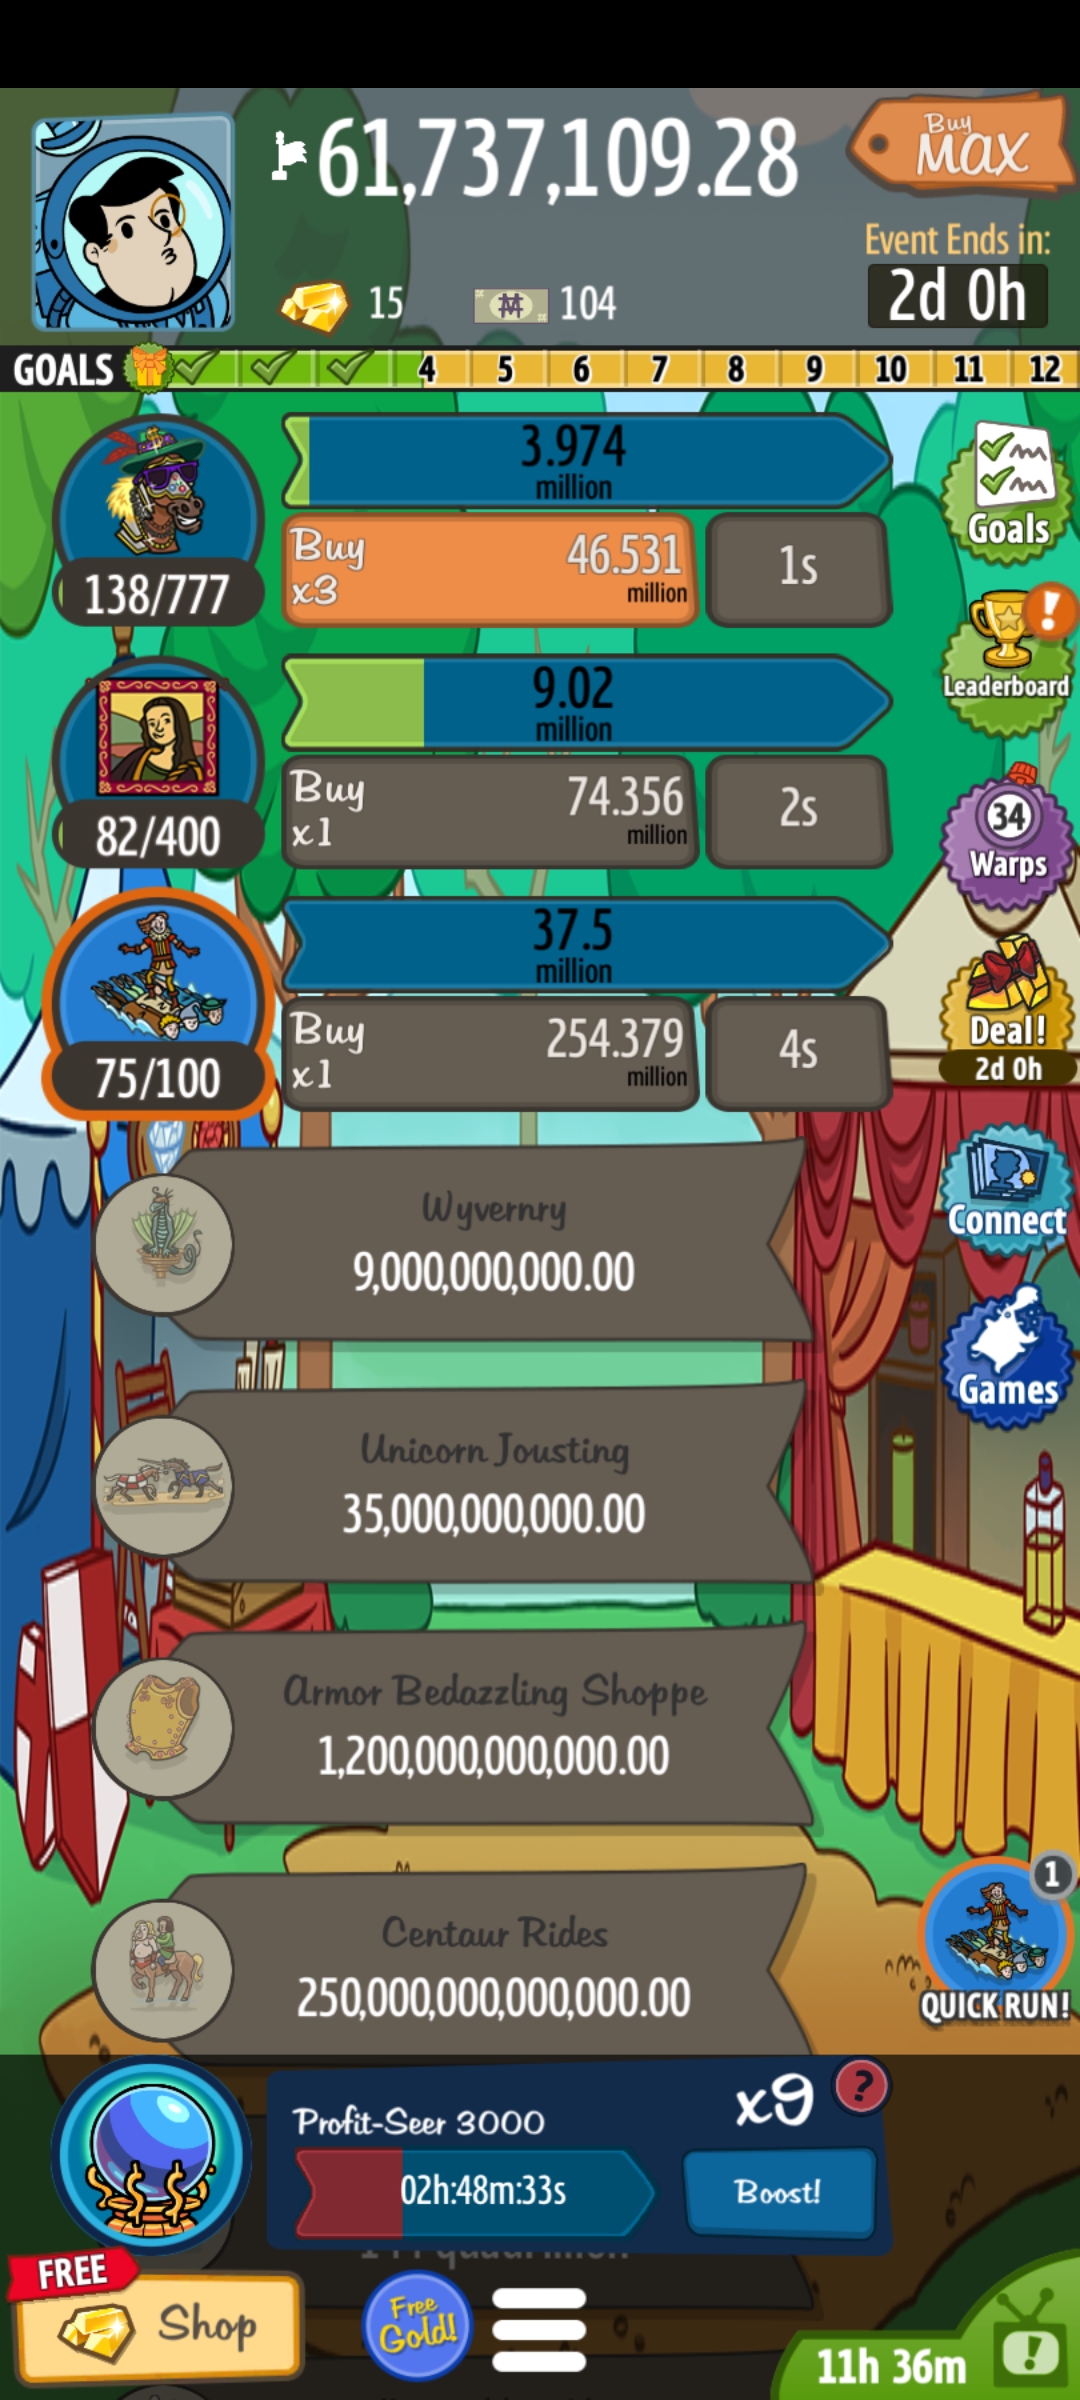 61,737,109.28
Buy
MAX
15
104
Event Ends in:
2d 0h
GOALS 4 5 6 7 8 9 10 11 12
3.974
million
Buy
x3
46.531
million
1s
138/777
Goals
9.02
million
Buy
x1
74.356
million
2s
82/400
Leaderboard
34
Warps
37.5
million
Buy
x1
254.379
million
4s
75/100
Deal!
2d 0h
Wyvernry
9,000,000,000.00
Connect
Unicorn Jousting
35,000,000,000.00
Games
Armor Bedazzling Shoppe
1,200,000,000,000.00
Centaur Rides
250,000,000,000,000.00
1
QUICK RUN!
Profit-Seer 3000
x9
?
02h:48m:33s
Boost!
FREE
Shop
Free
Gold!
11h 36m